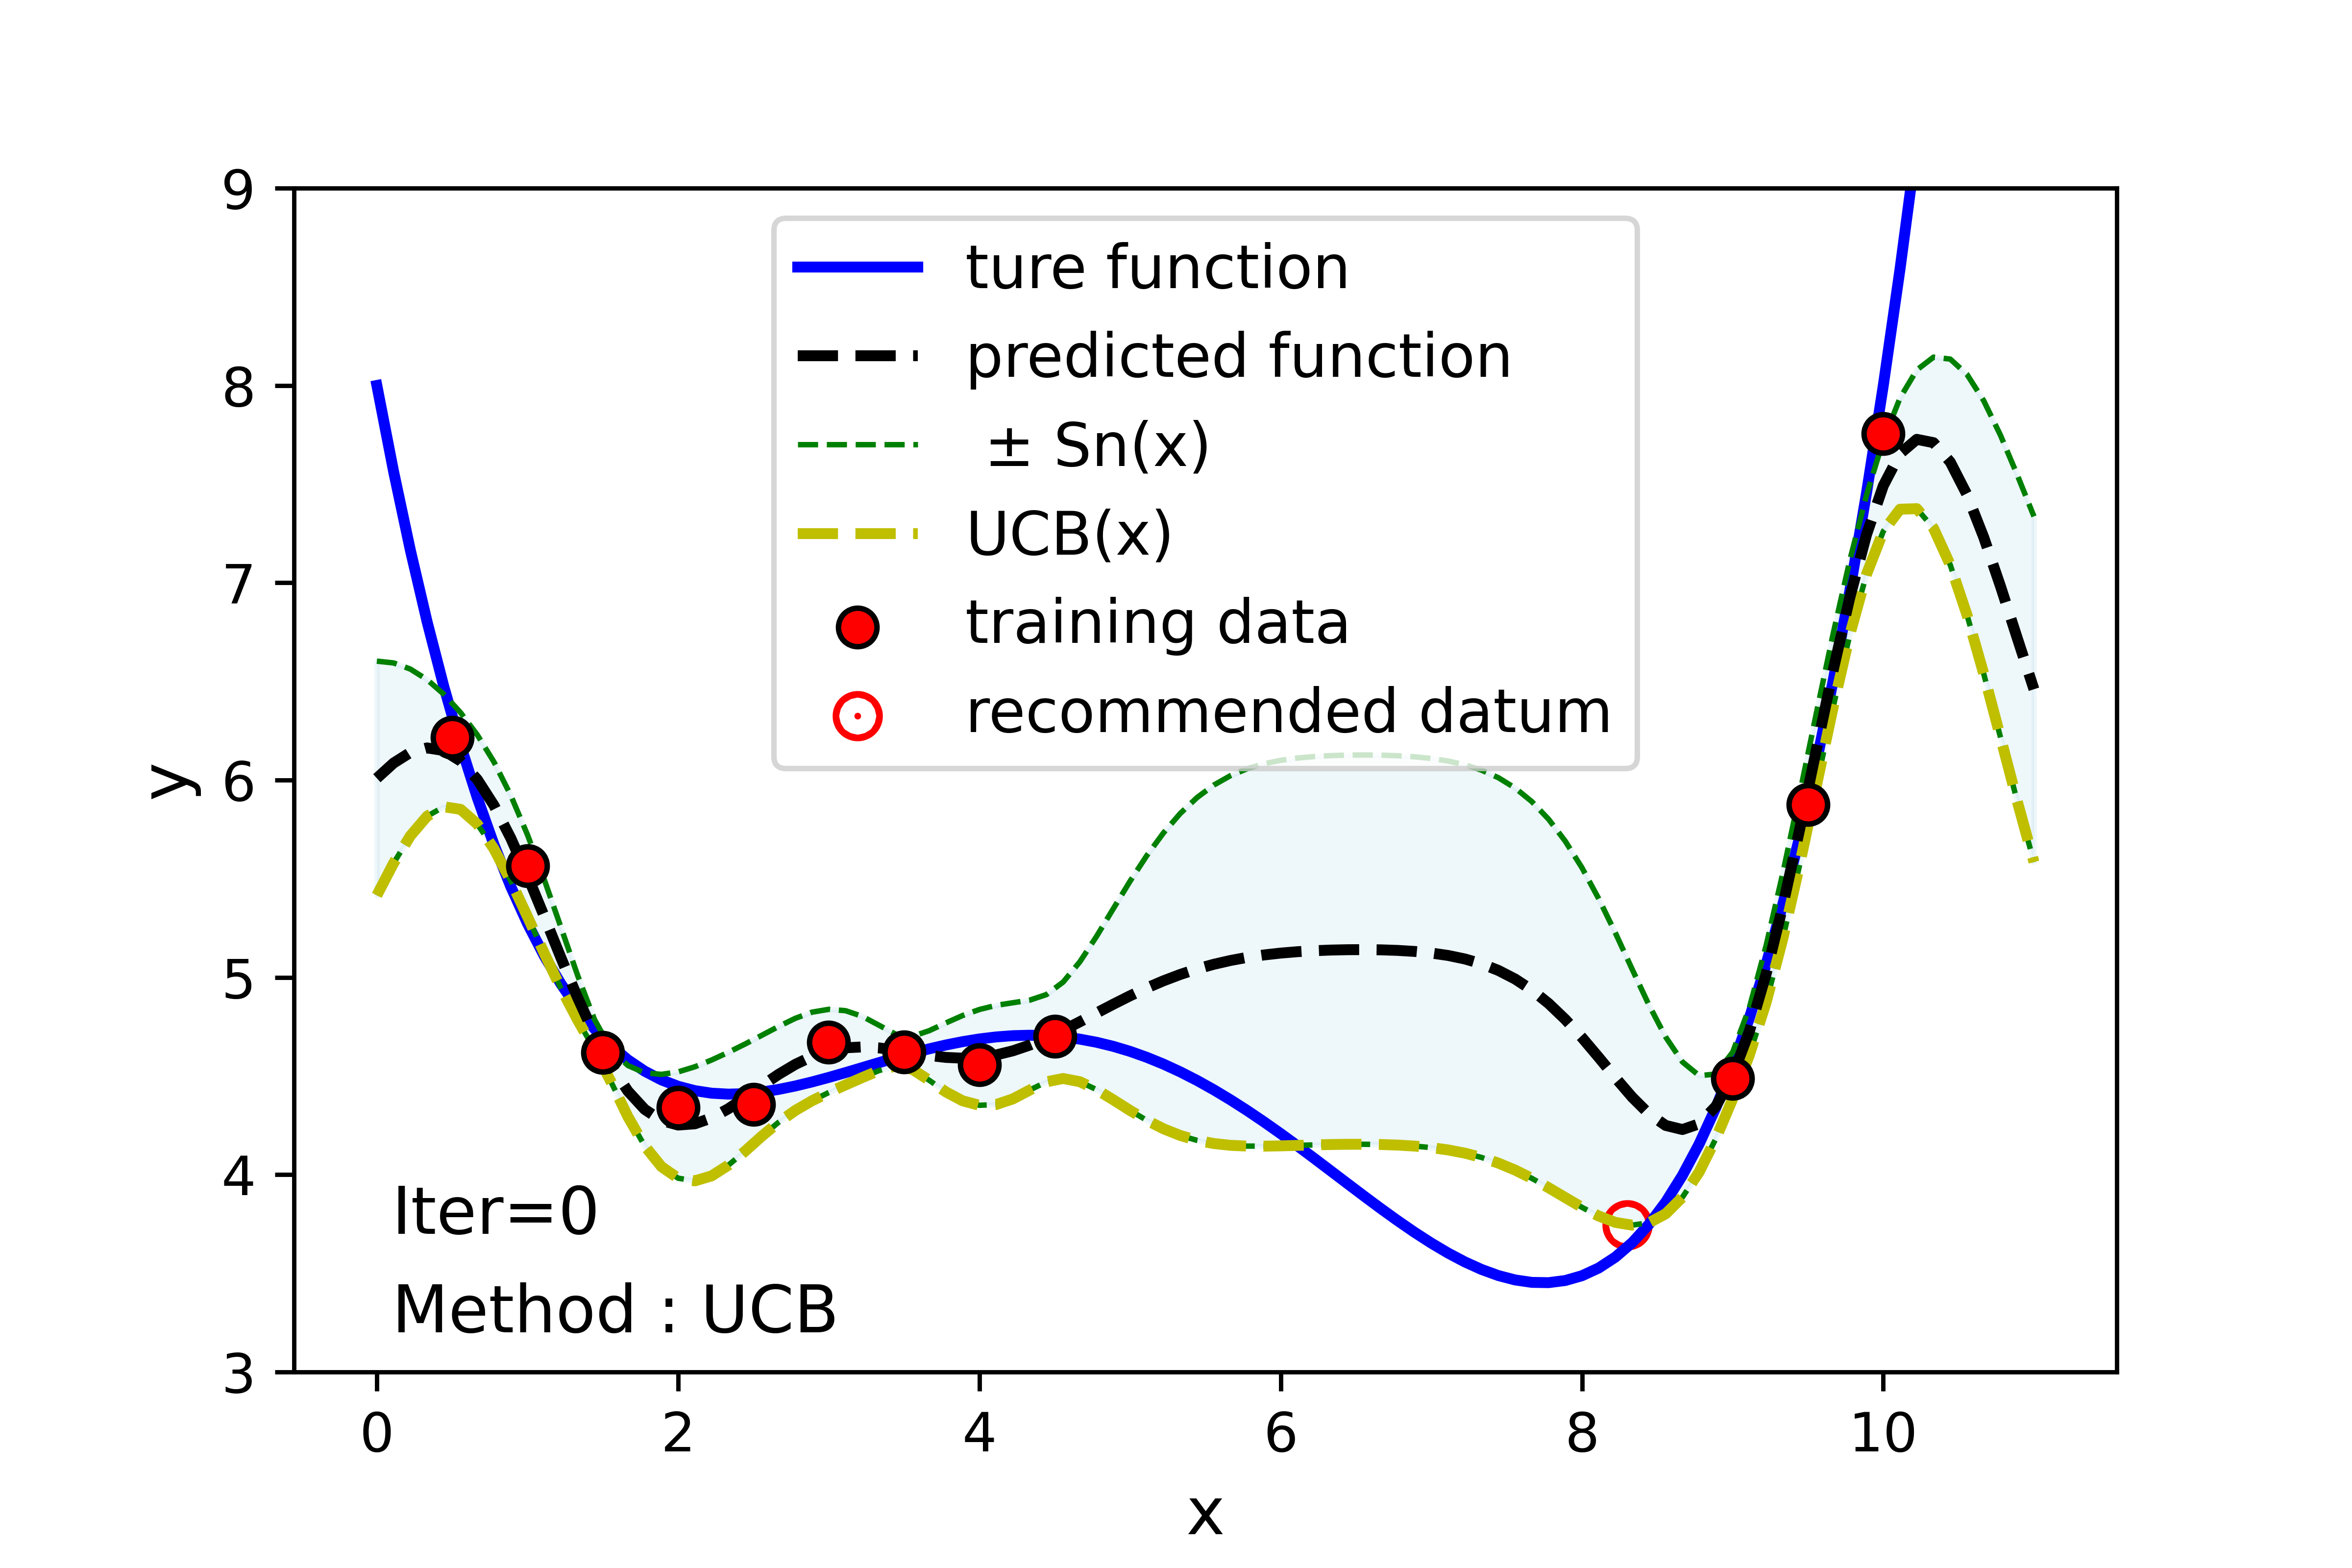 9
8
7
6
5
4
3
y
ture function
predicted function
± Sn(x)
UCB(x)
training data
recommended datum
Iter=0
Method : UCB
0 2 4 6 8 10
x